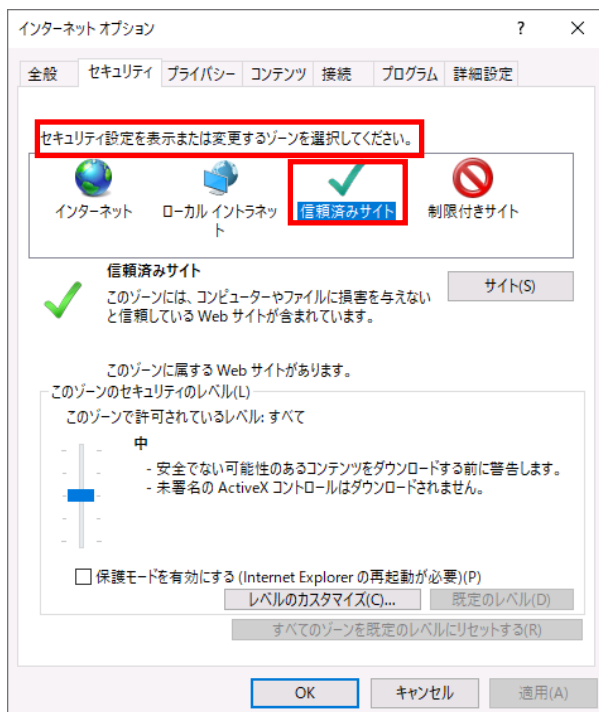 インターネット オプション
?
×
全般 セキュリティ プライバシー コンテンツ 接続 プログラム 詳細設定
セキュリティ設定を表示または変更するゾーンを選択してください。
インターネット
ローカル イントラネッ
ト
信頼済みサイト
制限付きサイト
信頼済みサイト
サイト(S)
このゾーンには、コンピューターやファイルに損害を与えない
と信頼している Web サイトが含まれています。
このゾーンに属する Web サイトがあります。
このゾーンのセキュリティのレベル(L)
このゾーンで許可されているレベル: すべて
中
- 安全でない可能性のあるコンテンツをダウンロードする前に警告します。
- 未署名の ActiveX コントロールはダウンロードされません。
保護モードを有効にする (Internet Explorer の再起動が必要)(P)
レベルのカスタマイズ(C)... 既定のレベル(D)
すべてのゾーンを既定のレベルにリセットする(R)
OK キャンセル 適用(A)